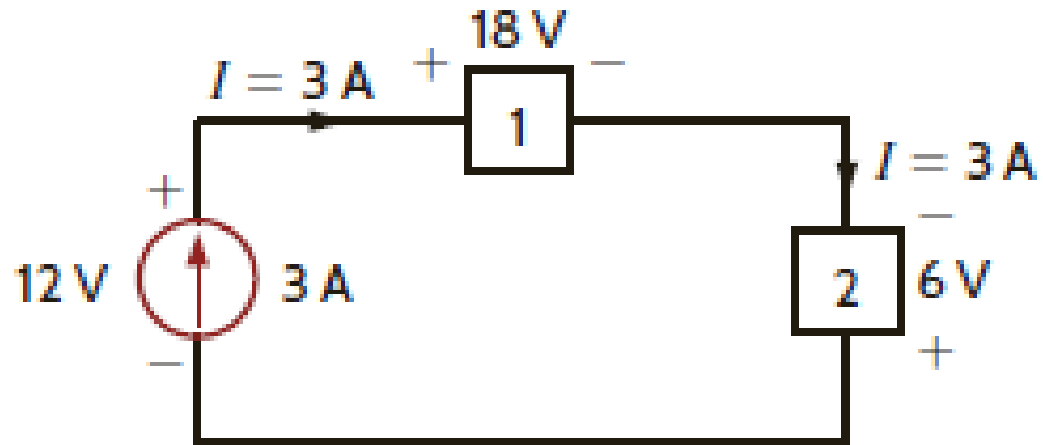 18 V
+ −
I = 3 A
1
I = 3 A
+
−
12 V
3 A
2
6 V
−
+